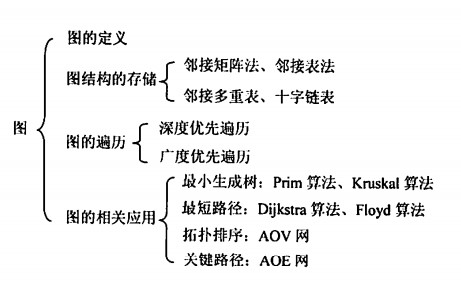 图
图的定义
图结构的存储
邻接矩阵法、邻接表法
邻接多重表、十字链表
图的遍历
深度优先遍历
广度优先遍历
图的相关应用
最小生成树：Prim 算法、Kruskal 算法
最短路径：Dijkstra 算法、Floyd 算法
拓扑排序：AOV 网
关键路径：AOE 网